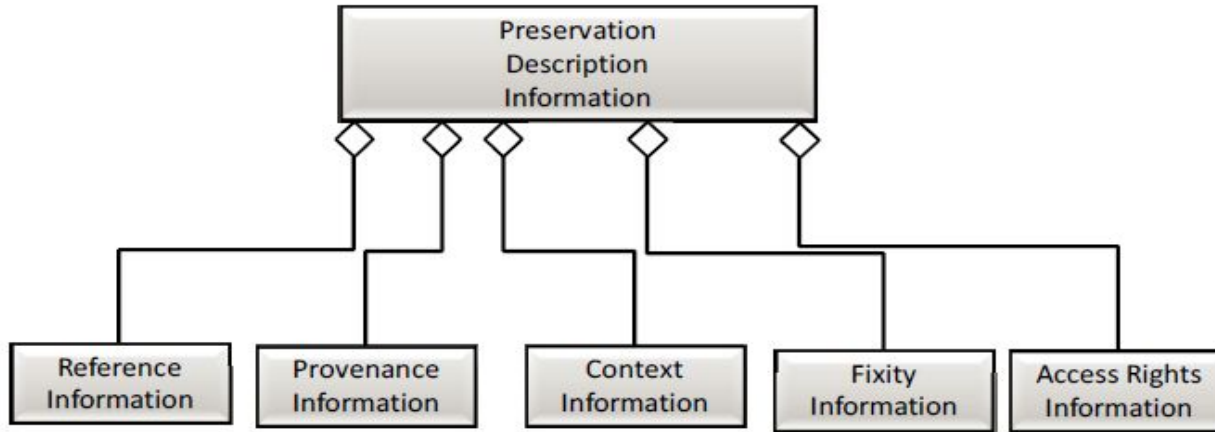 Preservation
Description
Information
Reference
Information
Provenance
Information
Context
Information
Fixity
Information
Access Rights
Information